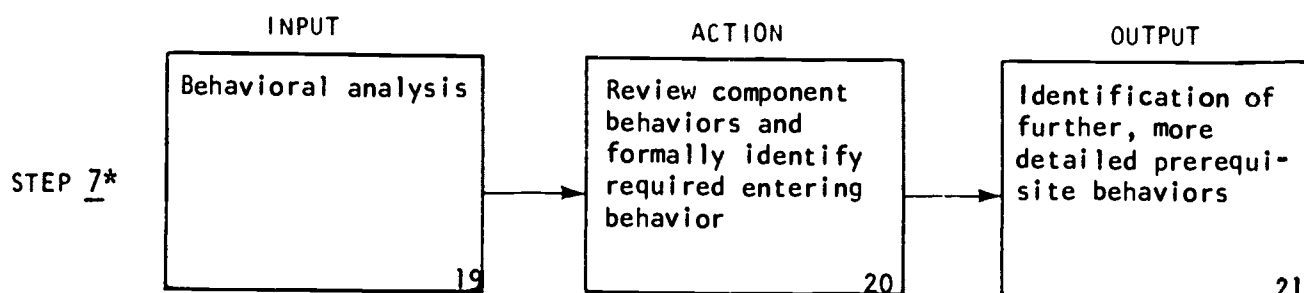 INPUT
ACTION
OUTPUT
STEP 7*
Behavioral analysis
19
Review component
behaviors and
formally identify
required entering
behavior
20
Identification of
further, more
detailed prerequi-
site behaviors
21